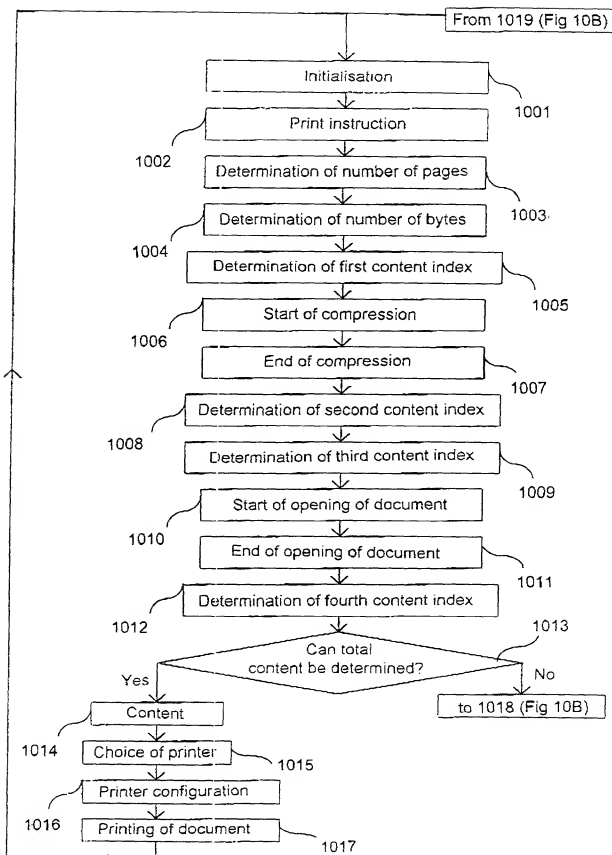 From 1019 (Fig 10B)
Initialisation
1001
Print instruction
1002
Determination of number of pages
1003
Determination of number of bytes
1004
Determination of first content index
1005
Start of compression
1006
End of compression
1007
Determination of second content index
1008
Determination of third content index
1009
Start of opening of document
1010
End of opening of document
1011
Determination of fourth content index
1012
1013
Can total
content be determined?
Yes
No
to 1018 (Fig 10B)
Content
1014
Choice of printer
1015
Printer configuration
1016
Printing of document
1017